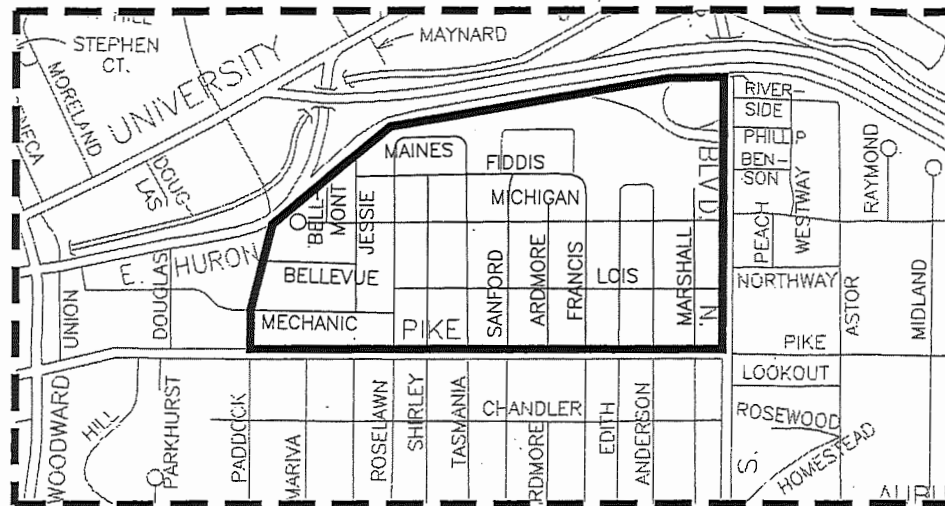 HILL
STEPHEN
CT.
MORELAND
UNIVERSITY
MAYNARD
DOUG-
LAS
MAINES
FIDDIS
MICHIGAN
BELL-
MONT
JESSIE
BLVD.
RIVER-
SIDE
PHILLIP
BEN-
SON
PEACH
WESTWAY
RAYMOND
E. HURON
BELLEVUE
SANFORD
ARDMORE
FRANCIS
LOIS
MARSHALL
N.
NORTHWAY
ASTOR
MIDLAND
UNION
DOUGLAS
MECHANIC
PIKE
PIKE
LOOKOUT
WOODWARD
HILL
PARKHURST
PADDOCK
MARIVA
ROSELAWN
SHIRLEY
TASMANIA
CHANDLER
RDMORE
EDITH
ANDERSON
ROSEWOOD
S.
HOMESTEAD